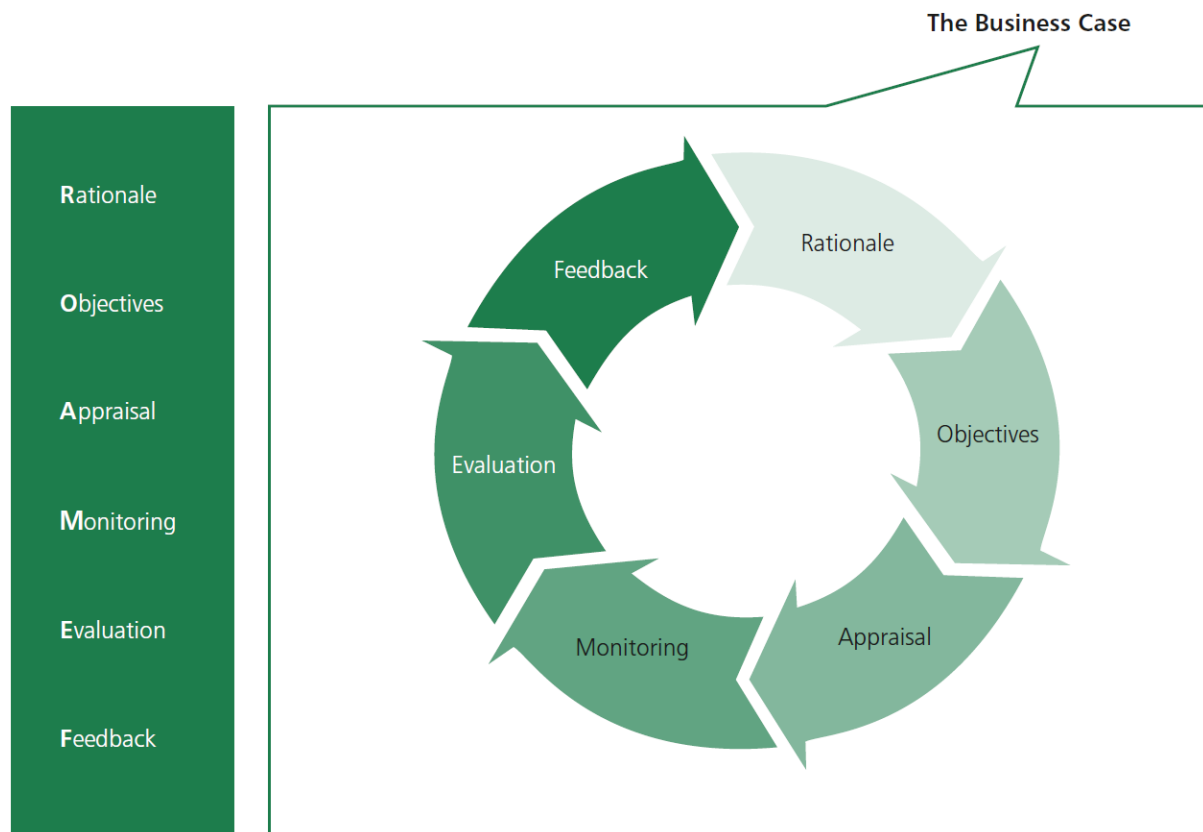 The Business Case
Rationale
Objectives
Appraisal
Monitoring
Evaluation
Feedback
Rationale
Objectives
Appraisal
Monitoring
Evaluation
Feedback